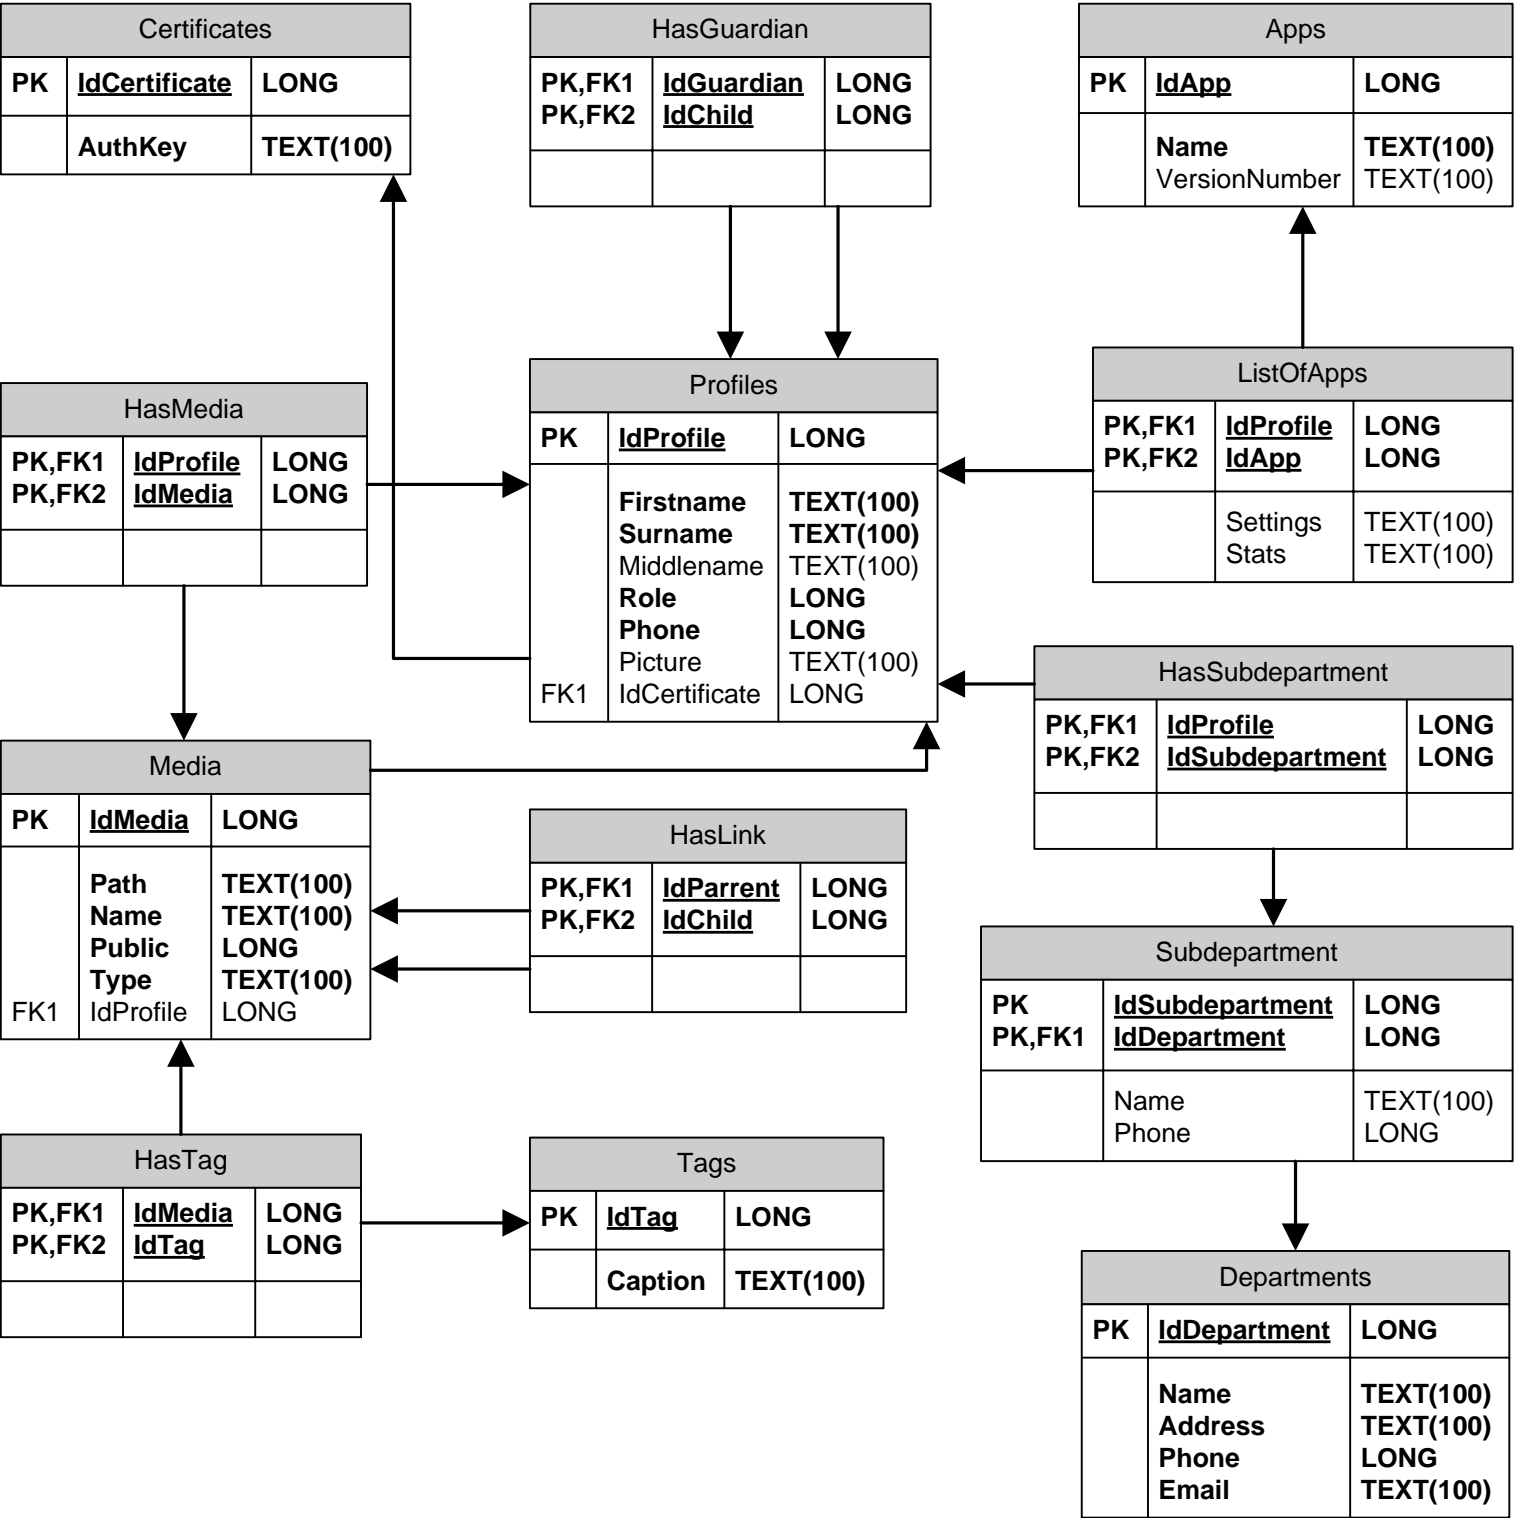 Certificates
PK IdCertificate LONG
AuthKey TEXT(100)
HasGuardian
PK,FK1 IdGuardian LONG
PK,FK2 IdChild LONG
Apps
PK IdApp LONG
Name TEXT(100)
VersionNumber TEXT(100)
HasMedia
PK,FK1 IdProfile LONG
PK,FK2 IdMedia LONG
Profiles
PK IdProfile LONG
Firstname TEXT(100)
Surname TEXT(100)
Middlename TEXT(100)
Role LONG
Phone LONG
Picture TEXT(100)
FK1 IdCertificate LONG
ListOfApps
PK,FK1 IdProfile LONG
PK,FK2 IdApp LONG
Settings TEXT(100)
Stats TEXT(100)
HasSubdepartment
PK,FK1 IdProfile LONG
PK,FK2 IdSubdepartment LONG
Media
PK IdMedia LONG
Path TEXT(100)
Name TEXT(100)
Public LONG
Type TEXT(100)
FK1 IdProfile LONG
HasLink
PK,FK1 IdParrent LONG
PK,FK2 IdChild LONG
Subdepartment
PK IdSubdepartment LONG
PK,FK1 IdDepartment LONG
Name TEXT(100)
Phone LONG
HasTag
PK,FK1 IdMedia LONG
PK,FK2 IdTag LONG
Tags
PK IdTag LONG
Caption TEXT(100)
Departments
PK IdDepartment LONG
Name TEXT(100)
Address TEXT(100)
Phone LONG
Email TEXT(100)